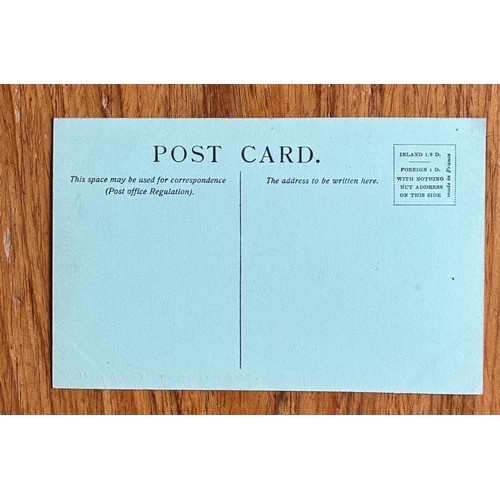 POST CARD.
This space may be used for correspondence
(Post office Regulation).
The address to be written here.
INLAND 1/2 D.
FOREIGN 1 D.
WITH NOTHING
BUT ADDRESS
ON THIS SIDE
made in France